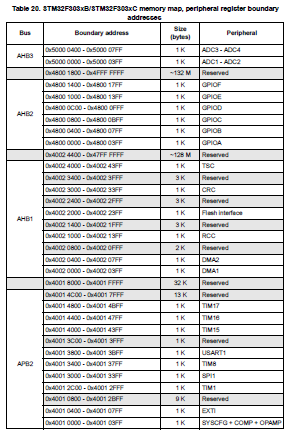 Table 20. STM32F303xB/STM32F303xC memory map, peripheral register boundary
addresses
Bus Boundary address Size (bytes) Peripheral
AHB3 0x5000 0400 - 0x5000 07FF 1 K ADC3 - ADC4
0x5000 0000 - 0x5000 03FF 1 K ADC1 - ADC2
0x4800 1800 - 0x4FFF FFFF ~132 M Reserved
AHB2 0x4800 1400 - 0x4800 17FF 1 K GPIOF
0x4800 1000 - 0x4800 13FF 1 K GPIOE
0x4800 0C00 - 0x4800 0FFF 1 K GPIOD
0x4800 0800 - 0x4800 0BFF 1 K GPIOC
0x4800 0400 - 0x4800 07FF 1 K GPIOB
0x4800 0000 - 0x4800 03FF 1 K GPIOA
0x4002 4400 - 0x47FF FFFF ~128 M Reserved
AHB1 0x4002 4000 - 0x4002 43FF 1 K TSC
0x4002 3400 - 0x4002 3FFF 3 K Reserved
0x4002 3000 - 0x4002 33FF 1 K CRC
0x4002 2400 - 0x4002 2FFF 3 K Reserved
0x4002 2000 - 0x4002 23FF 1 K Flash interface
0x4002 1400 - 0x4002 1FFF 3 K Reserved
0x4002 1000 - 0x4002 13FF 1 K RCC
0x4002 0800 - 0x4002 0FFF 2 K Reserved
0x4002 0400 - 0x4002 07FF 1 K DMA2
0x4002 0000 - 0x4002 03FF 1 K DMA1
0x4001 8000 - 0x4001 FFFF 32 K Reserved
APB2 0x4001 4C00 - 0x4001 7FFF 13 K Reserved
0x4001 4800 - 0x4001 4BFF 1 K TIM17
0x4001 4400 - 0x4001 47FF 1 K TIM16
0x4001 4000 - 0x4001 43FF 1 K TIM15
0x4001 3C00 - 0x4001 3FFF 1 K Reserved
0x4001 3800 - 0x4001 3BFF 1 K USART1
0x4001 3400 - 0x4001 37FF 1 K TIM8
0x4001 3000 - 0x4001 33FF 1 K SPI1
0x4001 2C00 - 0x4001 2FFF 1 K TIM1
0x4001 0800 - 0x4001 2BFF 9 K Reserved
0x4001 0400 - 0x4001 07FF 1 K EXTI
0x4001 0000 - 0x4001 03FF 1 K SYSCFG + COMP + OPAMP